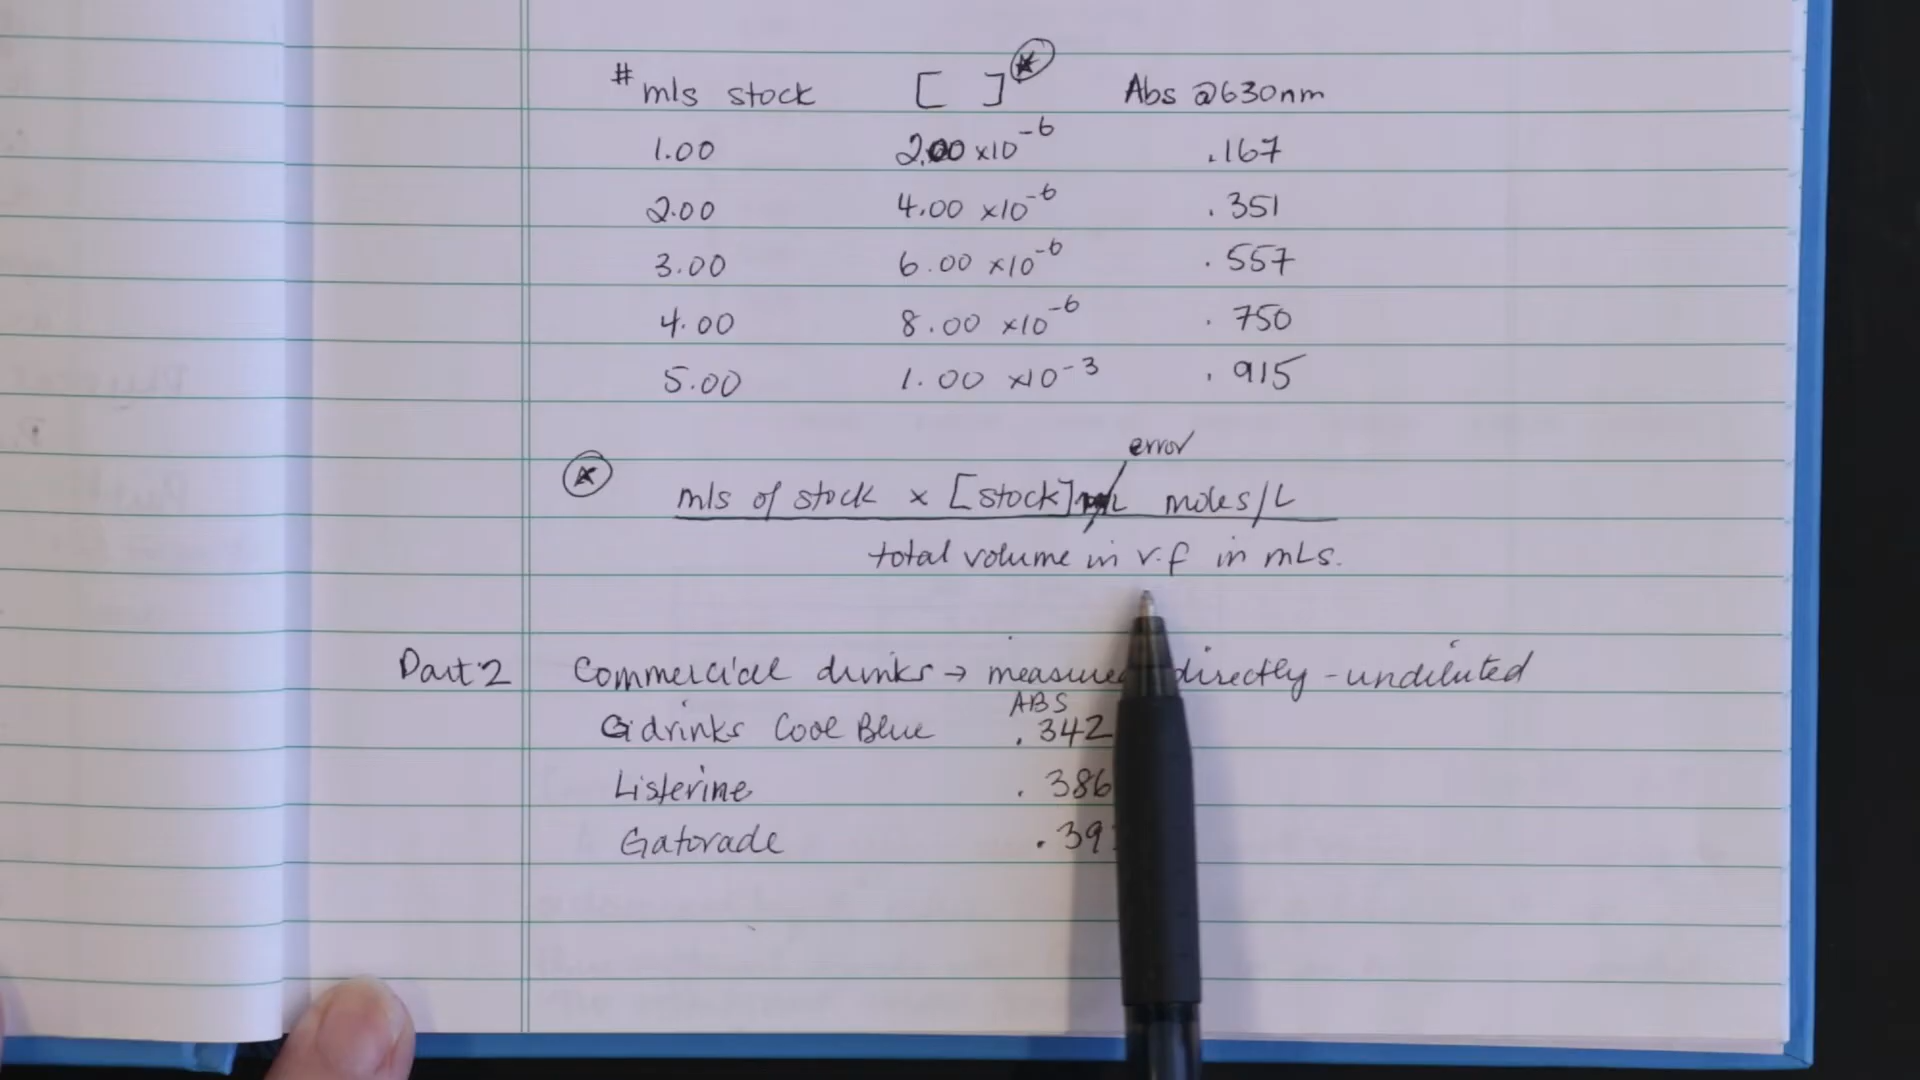 # mls stock [ ]* Abs @630nm
1.00 2.00 x10-6 .167
2.00 4.00 x10-6 .351
3.00 6.00 x10-6 .557
4.00 8.00 x10-6 .750
5.00 1.00 x10-3 .915
error
* mls of stock x [stock] moles/L
total volume in v.f in mLs.
Part 2 Commercial drinks → measured directly - undiluted
ABS
G drinks Cool Blue .342
Listerine .386
Gatorade .39